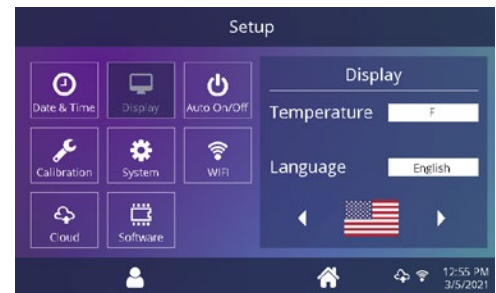 Setup
Date & Time
Display
Auto On/Off
Calibration
System
WIFI
Cloud
Software
Display
Temperature
F
Language
English
12:55 PM
3/5/2021